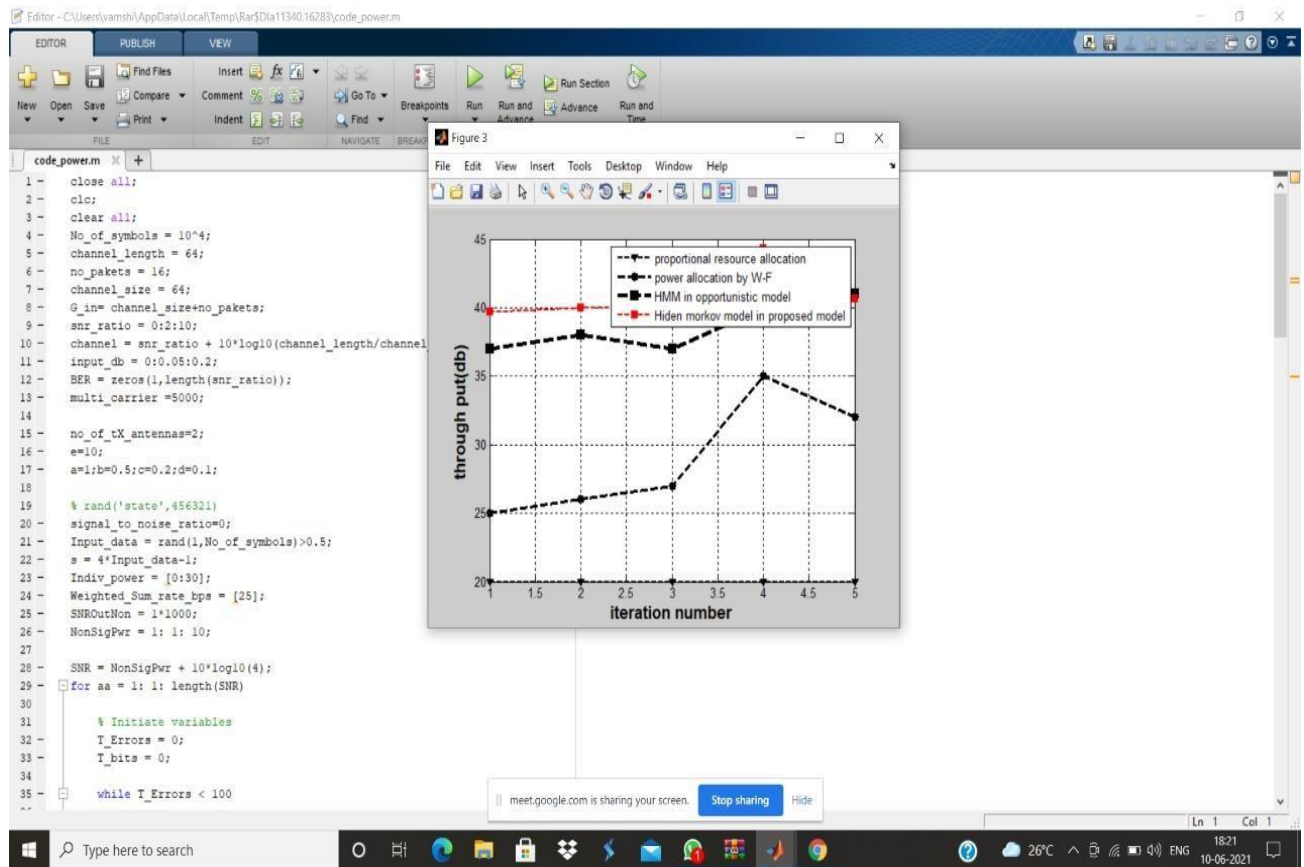 Editor - C:\Users\vamshi\AppData\Local\Temp\Rar$DIa11340.16283\code_power.m
EDITOR PUBLISH VIEW
New Open Save
Find Files
Compare
Print
FILE
Insert
Comment
Indent
EDIT
Go To
Find
NAVIGATE
Breakpoints
Run
Run and Advance
Run Section
Advance
Run and Time
code_power.m
1 - close all;
2 - clc;
3 - clear all;
4 - No_of_symbols = 10^4;
5 - channel_length = 64;
6 - no_pakets = 16;
7 - channel_size = 64;
8 - G_in= channel_size+no_pakets;
9 - snr_ratio = 0:2:10;
10 - channel = snr_ratio + 10*log10(channel_length/channel_
11 - input_db = 0:0.05:0.2;
12 - BER = zeros(1,length(snr_ratio));
13 - multi_carrier =5000;
14
15 - no_of_tX_antennas=2;
16 - e=10;
17 - a=1;b=0.5;c=0.2;d=0.1;
18
19 % rand('state',456321)
20 - signal_to_noise_ratio=0;
21 - Input_data = rand(1,No_of_symbols)>0.5;
22 - s = 4*Input_data-1;
23 - Indiv_power = [0:30];
24 - Weighted_Sum_rate_bps = [25];
25 - SNROutNon = 1*1000;
26 - NonSigPwr = 1: 1: 10;
27
28 - SNR = NonSigPwr + 10*log10(4);
29 - for aa = 1: 1: length(SNR)
30
31 % Initiate variables
32 - T_Errors = 0;
33 - T_bits = 0;
34
35 - while T_Errors < 100
Figure 3
File Edit View Insert Tools Desktop Window Help
45
40
35
30
25
20
through put(db)
proportional resource allocation
power allocation by W-F
HMM in opportunistic model
Hiden morkov model in proposed model
1 1.5 2 2.5 3 3.5 4 4.5 5
iteration number
meet.google.com is sharing your screen. Stop sharing Hide
Ln 1 Col 1
Type here to search
26°C ENG
18:21
10-06-2021